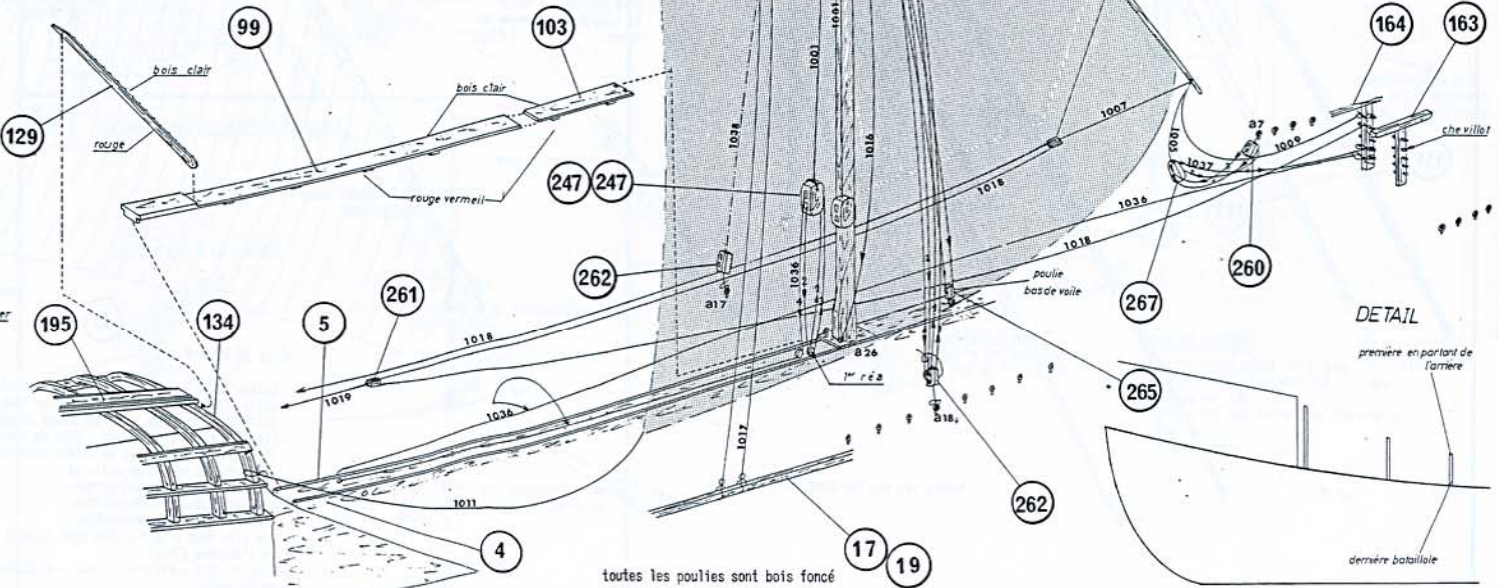 99
103
164
163
bois clair
bois clair
129
rouge
rouge vermeil
1001
1001
1038
1016
1007
1001
a7
1009
1037
chevillot
247
247
1018
1036
1018
1036
262
a17
261
267
260
195
134
5
1018
1019
poulie
bas de voile
DETAIL
première en partant de
l'arrière
1036
a26
1er réa
265
a18
1017
1011
262
4
17
19
toutes les poulies sont bois foncé
dernière bataillole